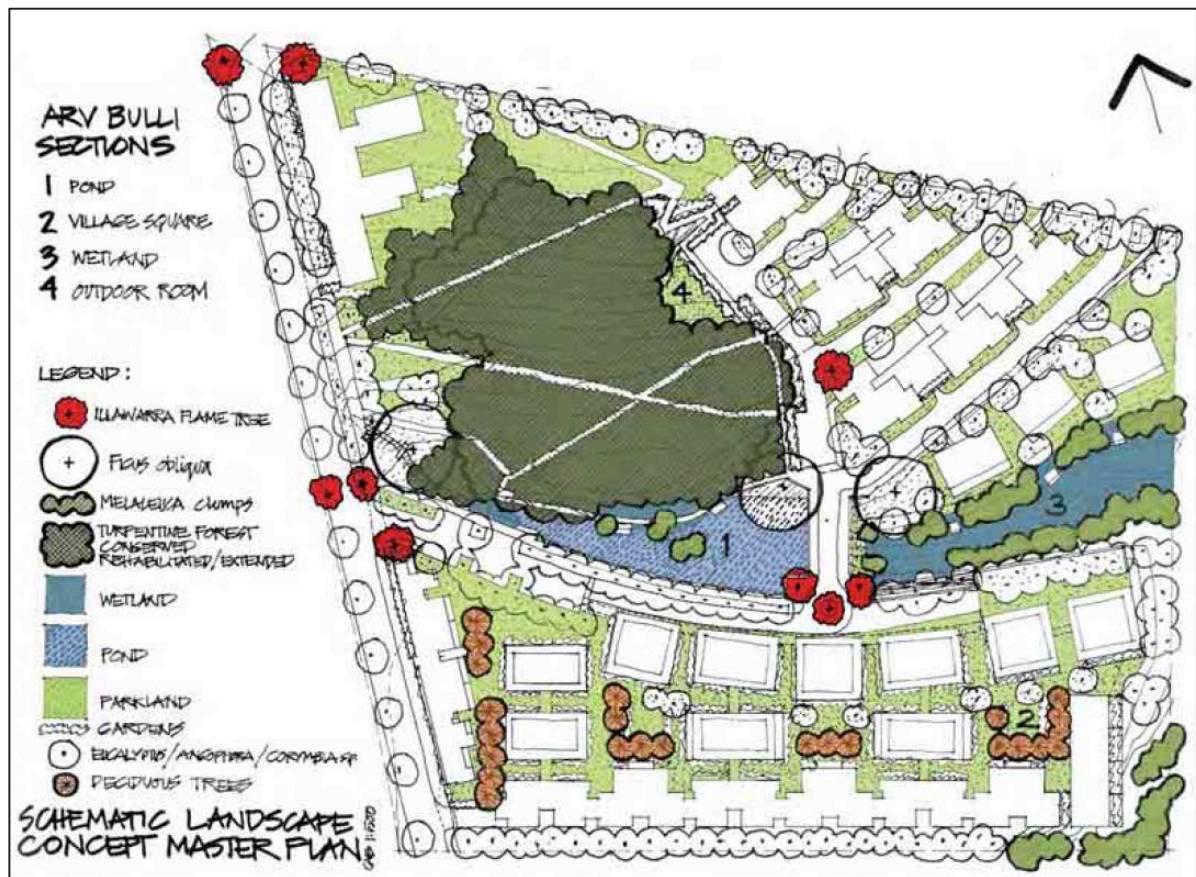 ARV BULLI
SECTIONS
1 POND
2 VILLAGE SQUARE
3 WETLAND
4 OUTDOOR ROOM
LEGEND:
ILLAWARRA FLAME TREE
Ficus obliqua
MELALEUCA clumps
TURPENTINE FOREST
CONSERVED
REHABILITATED/EXTENDED
WETLAND
POND
PARKLAND
GARDENS
EUCALYPTUS/ANGOPHORA/CORYMBIA SP
DECIDUOUS TREES
SCHEMATIC LANDSCAPE
CONCEPT MASTER PLAN
4
3
1
2